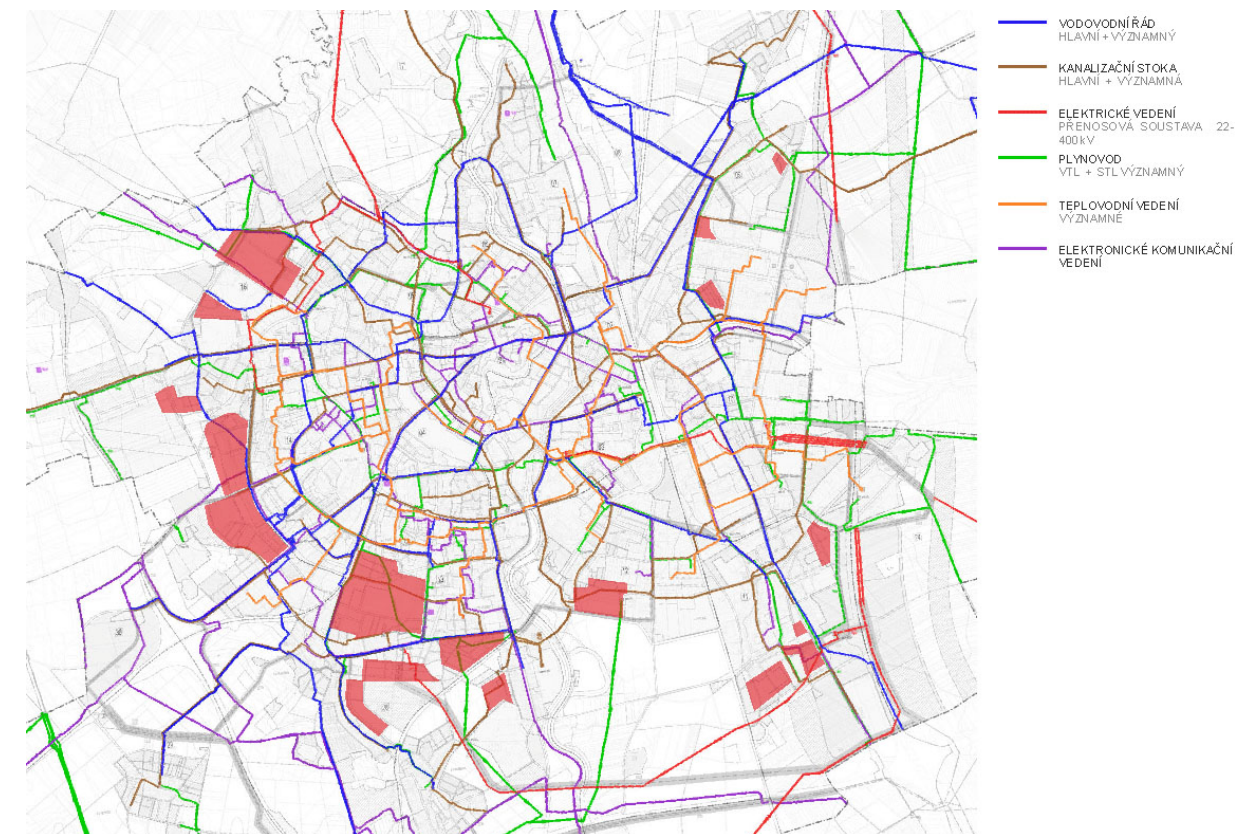 VODOVODNÍ ŘÁD
HLAVNÍ + VÝZNAMNÝ
KANALIZAČNÍ STOKA
HLAVNÍ + VÝZNAMNÁ
ELEKTRICKÉ VEDENÍ
PŘENOSOVÁ SOUSTAVA 22-
400 kV
PLYNOVOD
VTL + STL VÝZNAMNÝ
TEPLOVODNÍ VEDENÍ
VÝZNAMNÉ
ELEKTRONICKÉ KOMUNIKAČNÍ
VEDENÍ